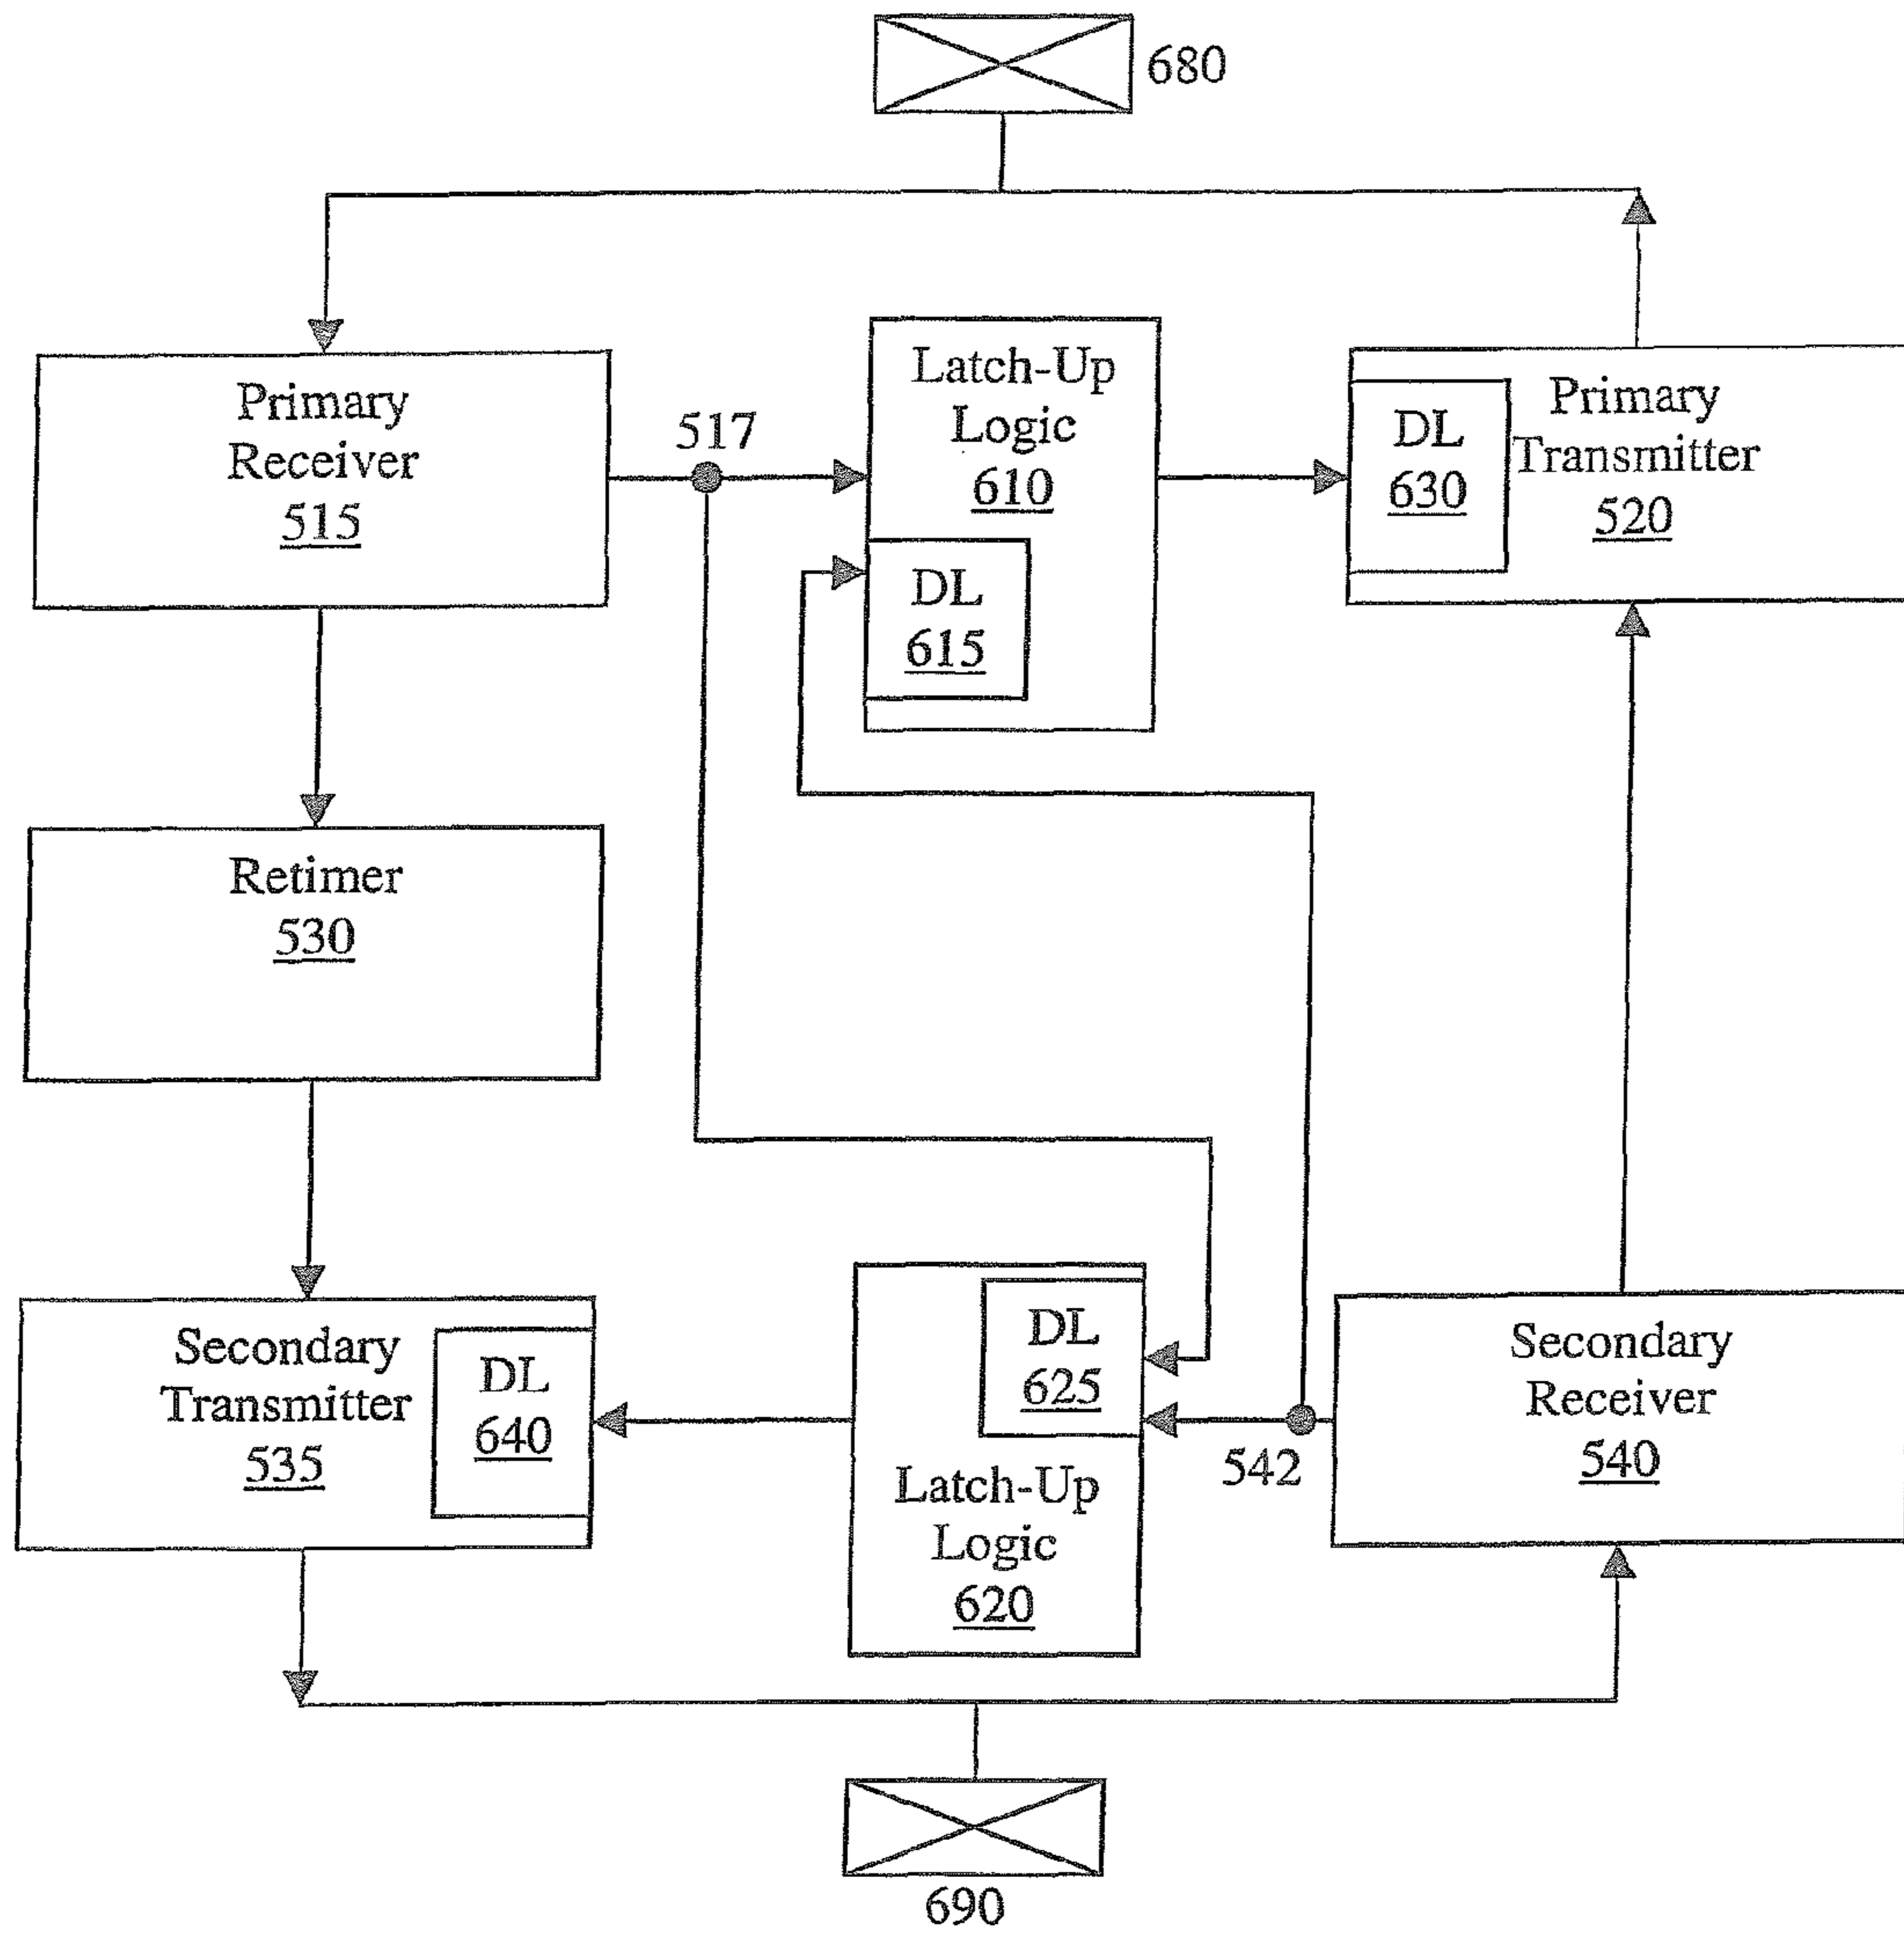 680
Primary
Receiver
515
517
Latch-Up
Logic
610
DL
615
DL
630
Primary
Transmitter
520
Retimer
530
Secondary
Transmitter
535
DL
640
DL
625
Latch-Up
Logic
620
542
Secondary
Receiver
540
690